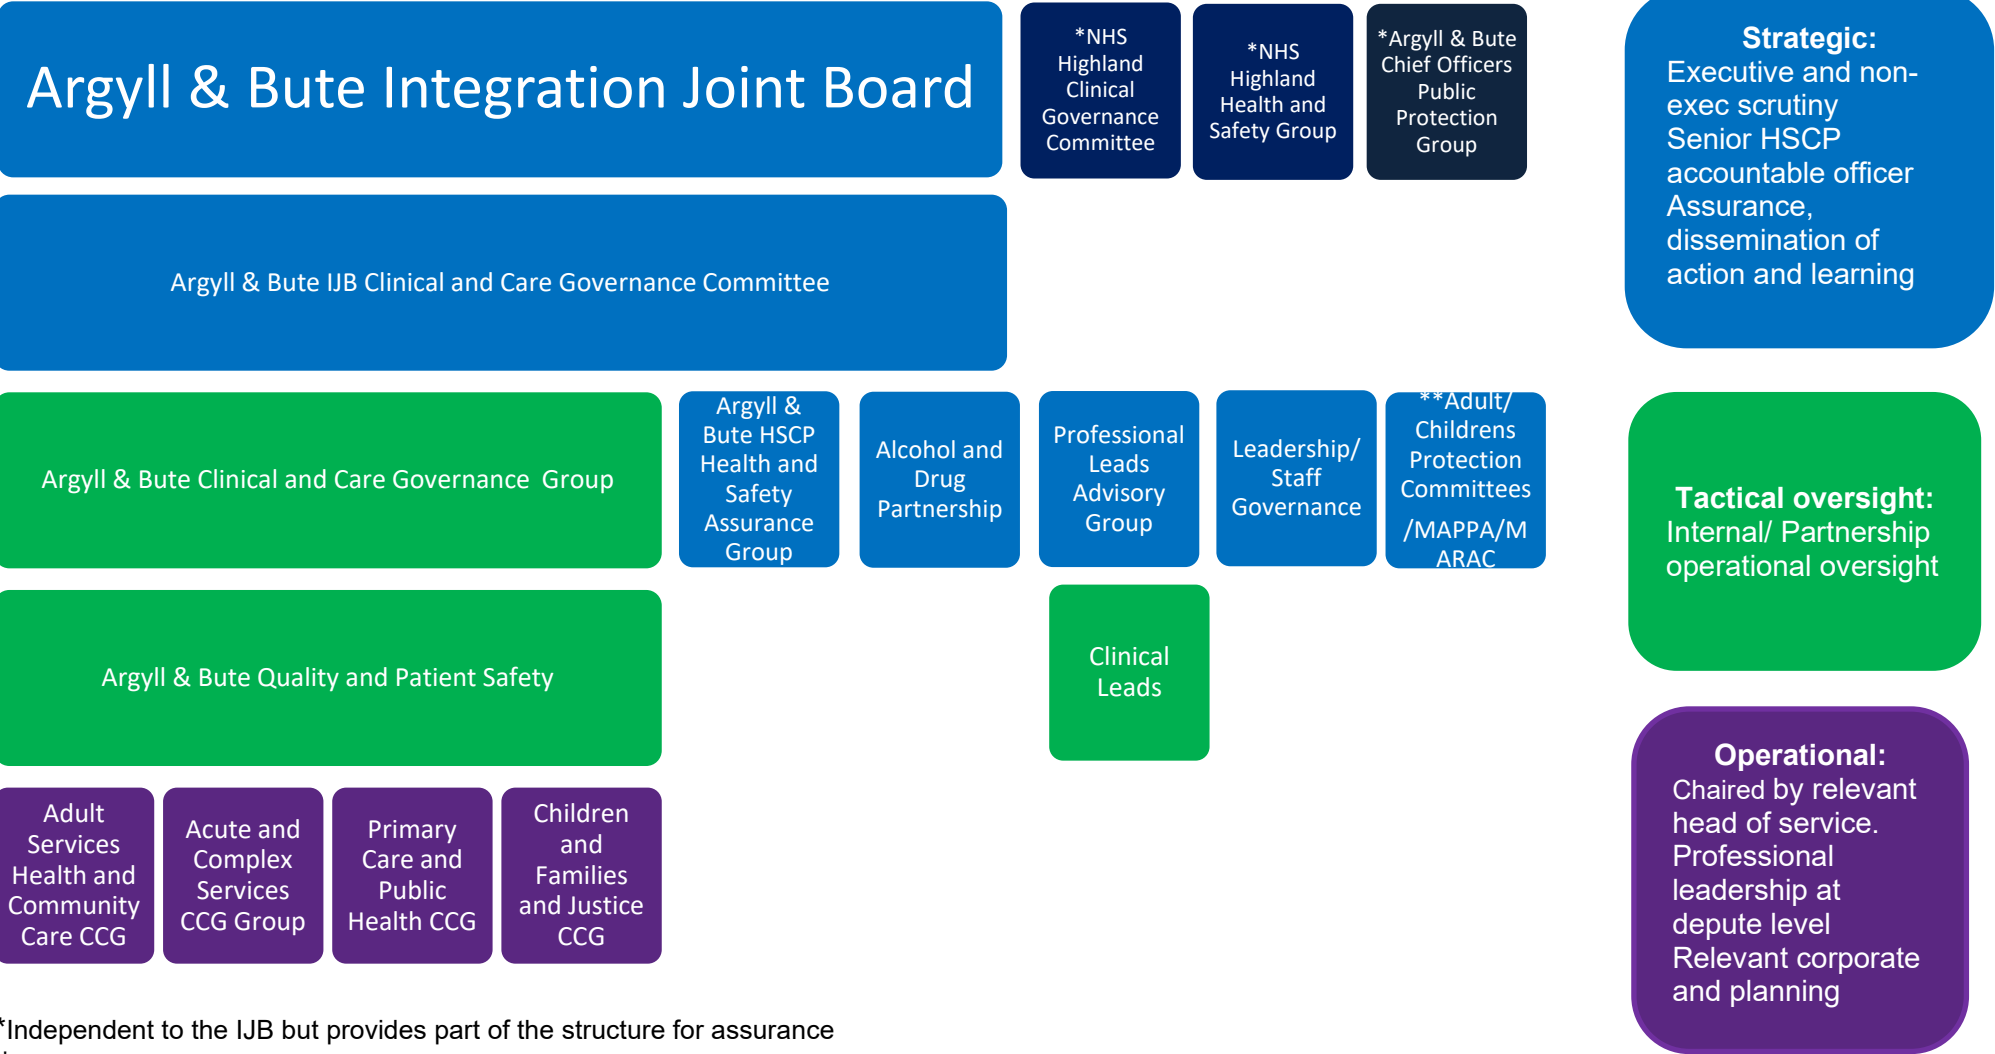 Argyll & Bute Integration Joint Board
*NHS
Highland
Clinical
Governance
Committee
*NHS
Highland
Health and
Safety Group
*Argyll & Bute
Chief Officers
Public
Protection
Group
Strategic:
Executive and non-
exec scrutiny
Senior HSCP
accountable officer
Assurance,
dissemination of
action and learning
Argyll & Bute IJB Clinical and Care Governance Committee
Argyll & Bute Clinical and Care Governance  Group
Argyll &
Bute HSCP
Health and
Safety
Assurance
Group
Alcohol and
Drug
Partnership
Professional
Leads
Advisory
Group
Leadership/
Staff
Governance
**Adult/
Childrens
Protection
Committees
/MAPPA/M
ARAC
Tactical oversight:
Internal/ Partnership
operational oversight
Argyll & Bute Quality and Patient Safety
Clinical
Leads
Adult
Services
Health and
Community
Care CCG
Acute and
Complex
Services
CCG Group
Primary
Care and
Public
Health CCG
Children
and
Families
and Justice
CCG
Operational:
Chaired by relevant
head of service.
Professional
leadership at
depute level
Relevant corporate
and planning
*Independent to the IJB but provides part of the structure for assurance